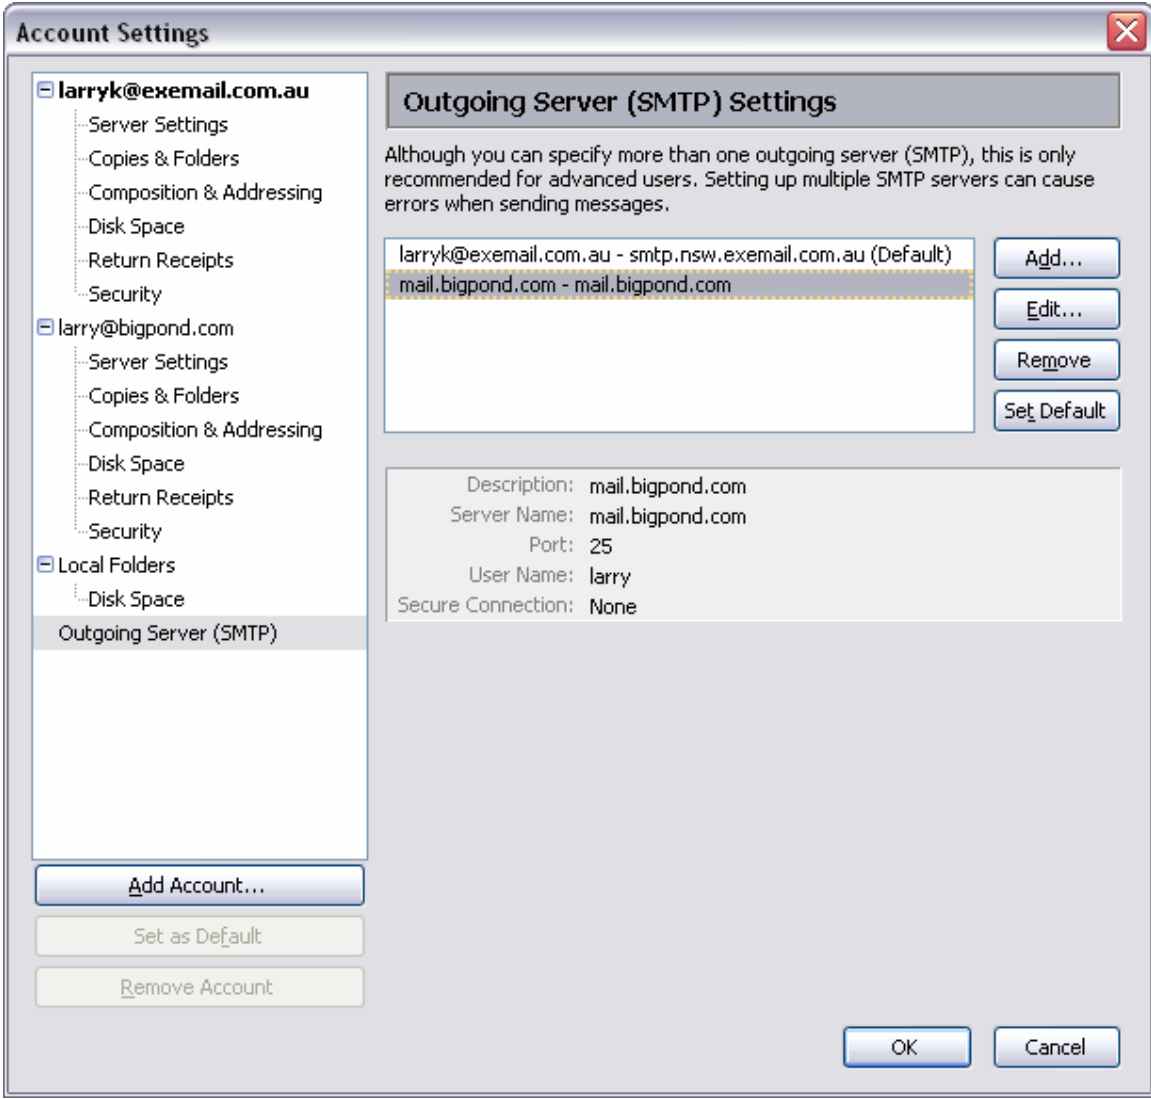 Account Settings
larryk@exemail.com.au
Server Settings
Copies & Folders
Composition & Addressing
Disk Space
Return Receipts
Security
larry@bigpond.com
Server Settings
Copies & Folders
Composition & Addressing
Disk Space
Return Receipts
Security
Local Folders
Disk Space
Outgoing Server (SMTP)
Add Account...
Set as Default
Remove Account
Outgoing Server (SMTP) Settings
Although you can specify more than one outgoing server (SMTP), this is only
recommended for advanced users. Setting up multiple SMTP servers can cause
errors when sending messages.
larryk@exemail.com.au - smtp.nsw.exemail.com.au (Default)
mail.bigpond.com - mail.bigpond.com
Add...
Edit...
Remove
Set Default
Description: mail.bigpond.com
Server Name: mail.bigpond.com
Port: 25
User Name: larry
Secure Connection: None
OK
Cancel